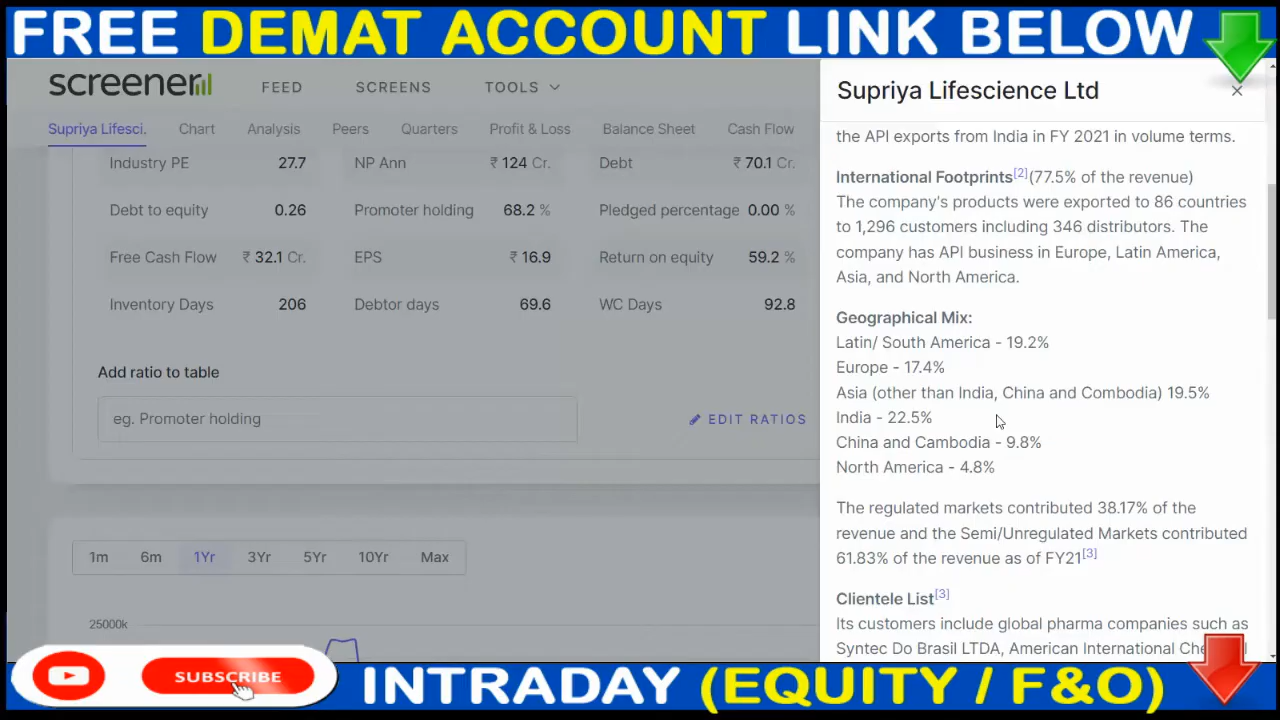 FREE DEMAT ACCOUNT LINK BELOW
screener
FEED
SCREENS
TOOLS
Supriya Lifesci.
Chart
Analysis
Peers
Quarters
Profit & Loss
Balance Sheet
Cash Flow
Industry PE 27.7
NP Ann ₹ 124 Cr.
Debt ₹ 70.1 Cr.
Debt to equity 0.26
Promoter holding 68.2 %
Pledged percentage 0.00 %
Free Cash Flow ₹ 32.1 Cr.
EPS ₹ 16.9
Return on equity 59.2 %
Inventory Days 206
Debtor days 69.6
WC Days 92.8
Add ratio to table
eg. Promoter holding
EDIT RATIOS
1m 6m 1Yr 3Yr 5Yr 10Yr Max
25000k
Supriya Lifescience Ltd
the API exports from India in FY 2021 in volume terms.
International Footprints[2](77.5% of the revenue)
The company's products were exported to 86 countries
to 1,296 customers including 346 distributors. The
company has API business in Europe, Latin America,
Asia, and North America.
Geographical Mix:
Latin/ South America - 19.2%
Europe - 17.4%
Asia (other than India, China and Combodia) 19.5%
India - 22.5%
China and Cambodia - 9.8%
North America - 4.8%
The regulated markets contributed 38.17% of the
revenue and the Semi/Unregulated Markets contributed
61.83% of the revenue as of FY21[3]
Clientele List[3]
Its customers include global pharma companies such as
Syntec Do Brasil LTDA, American International
SUBSCRIBE
INTRADAY (EQUITY / F&O)